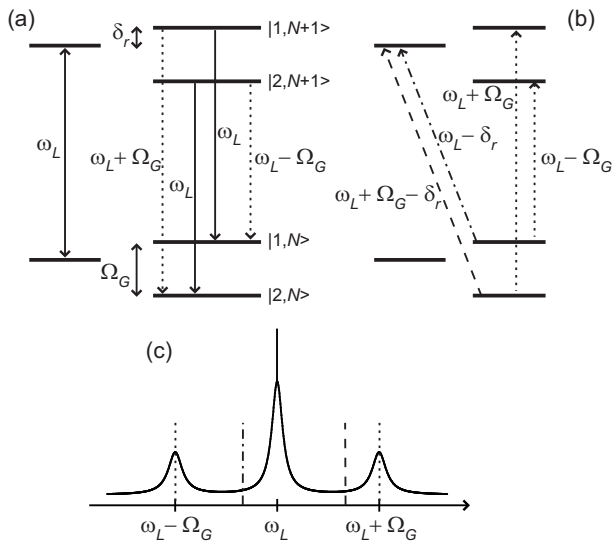 (a)
δr
|1,N+1>
|2,N+1>
ωL
ωL+ ΩG
ωL
ωL
ωL− ΩG
|1,N>
|2,N>
ΩG
(b)
ωL+ ΩG
ωL− δr
ωL+ ΩG− δr
ωL− ΩG
(c)
ωL− ΩG
ωL
ωL+ ΩG